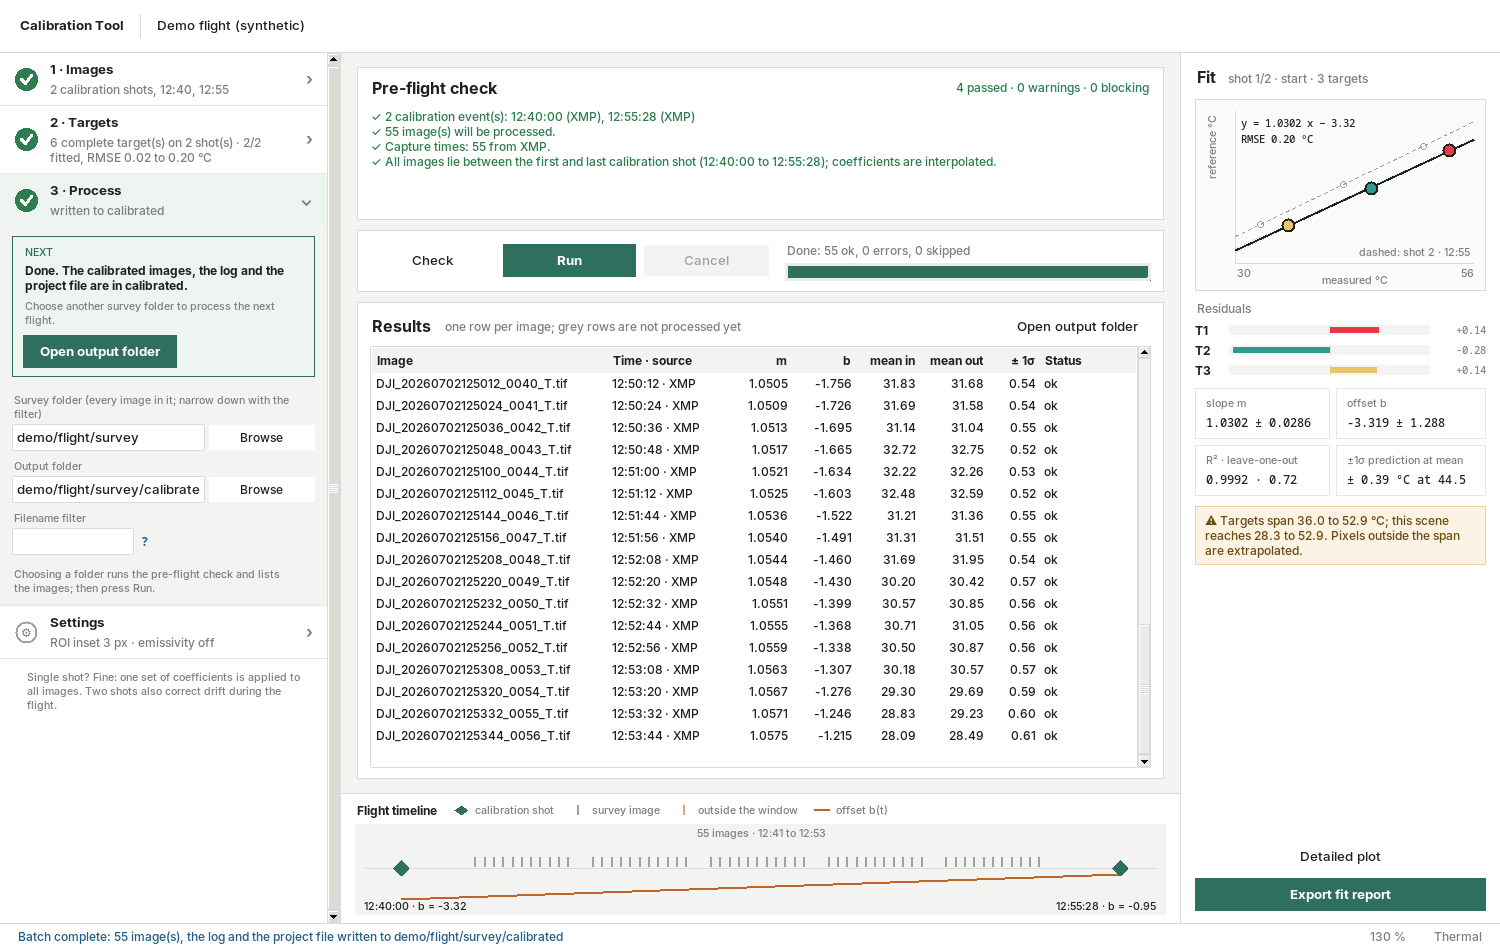 Calibration Tool
Demo flight (synthetic)
1 · Images
2 calibration shots, 12:40, 12:55
2 · Targets
6 complete target(s) on 2 shot(s) · 2/2
fitted, RMSE 0.02 to 0.20 °C
3 · Process
written to calibrated
NEXT
Done. The calibrated images, the log and the
project file are in calibrated.
Choose another survey folder to process the next
flight.
Open output folder
Survey folder (every image in it; narrow down with the
filter)
demo/flight/survey
Browse
Output folder
demo/flight/survey/calibrate
Browse
Filename filter
?
Choosing a folder runs the pre-flight check and lists
the images; then press Run.
Settings
ROI inset 3 px · emissivity off
Single shot? Fine: one set of coefficients is applied to
all images. Two shots also correct drift during the
flight.
Pre-flight check
4 passed · 0 warnings · 0 blocking
✓ 2 calibration event(s): 12:40:00 (XMP), 12:55:28 (XMP)
✓ 55 image(s) will be processed.
✓ Capture times: 55 from XMP.
✓ All images lie between the first and last calibration shot (12:40:00 to 12:55:28); coefficients are interpolated.
Check
Run
Cancel
Done: 55 ok, 0 errors, 0 skipped
Results
one row per image; grey rows are not processed yet
Open output folder
Image Time · source m b mean in mean out ± 1σ Status
DJI_20260702125012_0040_T.tif 12:50:12 · XMP 1.0505 -1.756 31.83 31.68 0.54 ok
DJI_20260702125024_0041_T.tif 12:50:24 · XMP 1.0509 -1.726 31.69 31.58 0.54 ok
DJI_20260702125036_0042_T.tif 12:50:36 · XMP 1.0513 -1.695 31.14 31.04 0.55 ok
DJI_20260702125048_0043_T.tif 12:50:48 · XMP 1.0517 -1.665 32.72 32.75 0.52 ok
DJI_20260702125100_0044_T.tif 12:51:00 · XMP 1.0521 -1.634 32.22 32.26 0.53 ok
DJI_20260702125112_0045_T.tif 12:51:12 · XMP 1.0525 -1.603 32.48 32.59 0.52 ok
DJI_20260702125144_0046_T.tif 12:51:44 · XMP 1.0536 -1.522 31.21 31.36 0.55 ok
DJI_20260702125156_0047_T.tif 12:51:56 · XMP 1.0540 -1.491 31.31 31.51 0.55 ok
DJI_20260702125208_0048_T.tif 12:52:08 · XMP 1.0544 -1.460 31.69 31.95 0.54 ok
DJI_20260702125220_0049_T.tif 12:52:20 · XMP 1.0548 -1.430 30.20 30.42 0.57 ok
DJI_20260702125232_0050_T.tif 12:52:32 · XMP 1.0551 -1.399 30.57 30.85 0.56 ok
DJI_20260702125244_0051_T.tif 12:52:44 · XMP 1.0555 -1.368 30.71 31.05 0.56 ok
DJI_20260702125256_0052_T.tif 12:52:56 · XMP 1.0559 -1.338 30.50 30.87 0.56 ok
DJI_20260702125308_0053_T.tif 12:53:08 · XMP 1.0563 -1.307 30.18 30.57 0.57 ok
DJI_20260702125320_0054_T.tif 12:53:20 · XMP 1.0567 -1.276 29.30 29.69 0.59 ok
DJI_20260702125332_0055_T.tif 12:53:32 · XMP 1.0571 -1.246 28.83 29.23 0.60 ok
DJI_20260702125344_0056_T.tif 12:53:44 · XMP 1.0575 -1.215 28.09 28.49 0.61 ok
Flight timeline
calibration shot
survey image
outside the window
offset b(t)
55 images · 12:41 to 12:53
12:40:00 · b = -3.32
12:55:28 · b = -0.95
Fit
shot 1/2 · start · 3 targets
y = 1.0302 x − 3.32
RMSE 0.20 °C
reference °C
dashed: shot 2 · 12:55
30
56
measured °C
Residuals
T1 +0.14
T2 -0.28
T3 +0.14
slope m
1.0302 ± 0.0286
offset b
-3.319 ± 1.288
R² · leave-one-out
0.9992 · 0.72
±1σ prediction at mean
± 0.39 °C at 44.5
⚠ Targets span 36.0 to 52.9 °C; this scene
reaches 28.3 to 52.9. Pixels outside the span
are extrapolated.
Detailed plot
Export fit report
Batch complete: 55 image(s), the log and the project file written to demo/flight/survey/calibrated
130 %
Thermal